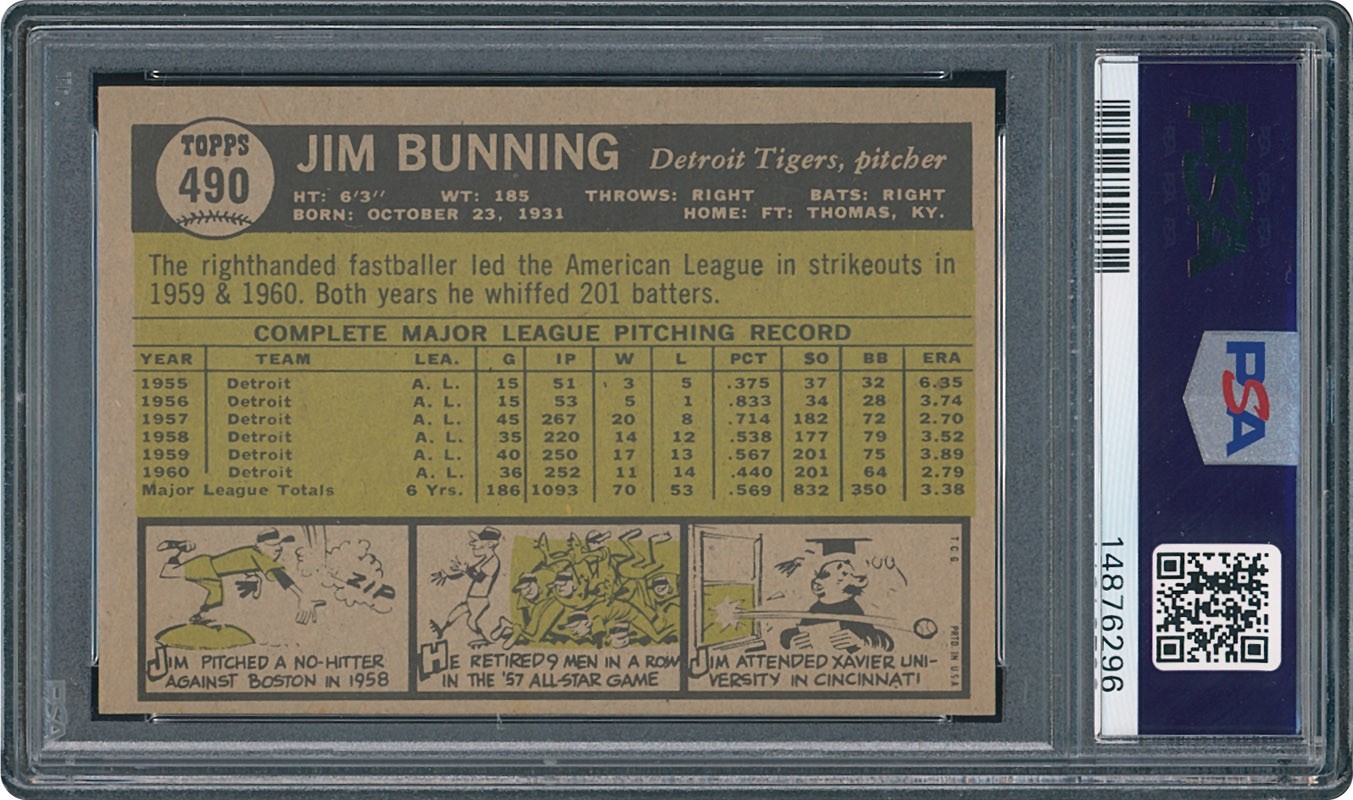 TOPPS
490
JIM BUNNING Detroit Tigers, pitcher
HT: 6'3" WT: 185 THROWS: RIGHT BATS: RIGHT
BORN: OCTOBER 23, 1931 HOME: FT: THOMAS, KY.
The righthanded fastballer led the American League in strikeouts in
1959 & 1960. Both years he whiffed 201 batters.
COMPLETE MAJOR LEAGUE PITCHING RECORD
YEAR TEAM LEA. G IP W L PCT SO BB ERA
1955 Detroit A. L. 15 51 3 5 .375 37 32 6.35
1956 Detroit A. L. 15 53 5 1 .833 34 28 3.74
1957 Detroit A. L. 45 267 20 8 .714 182 72 2.70
1958 Detroit A. L. 35 220 14 12 .538 177 79 3.52
1959 Detroit A. L. 40 250 17 13 .567 201 75 3.89
1960 Detroit A. L. 36 252 11 14 .440 201 64 2.79
Major League Totals 6 Yrs. 186 1093 70 53 .569 832 350 3.38
ZIP
JIM PITCHED A NO-HITTER
AGAINST BOSTON IN 1958
HE RETIRED 9 MEN IN A ROW
IN THE '57 ALL-STAR GAME
JIM ATTENDED XAVIER UNI-
VERSITY IN CINCINNATI
T.C.G. PRTD. IN U.S.A.
PSA
PSA
14876296
PSA